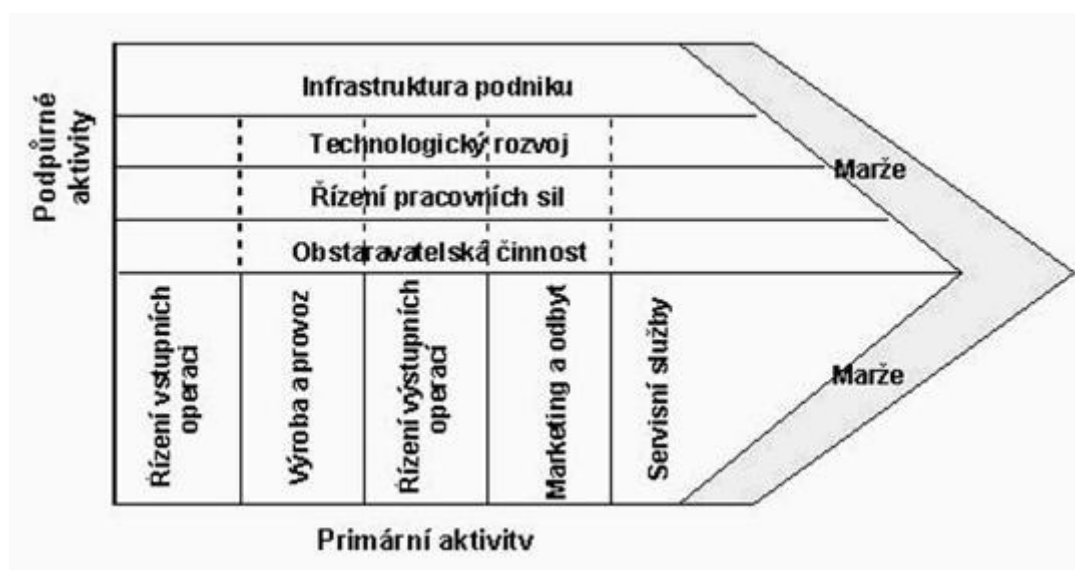 Podpůrné
aktivity
Infrastruktura podniku
Technologický rozvoj
Řízení pracovních sil
Obstaravatelská činnost
Marže
Řízení vstupních
operací
Výroba a provoz
Řízení výstupních
operací
Marketing a odbyt
Servisní služby
Marže
Primární aktivity